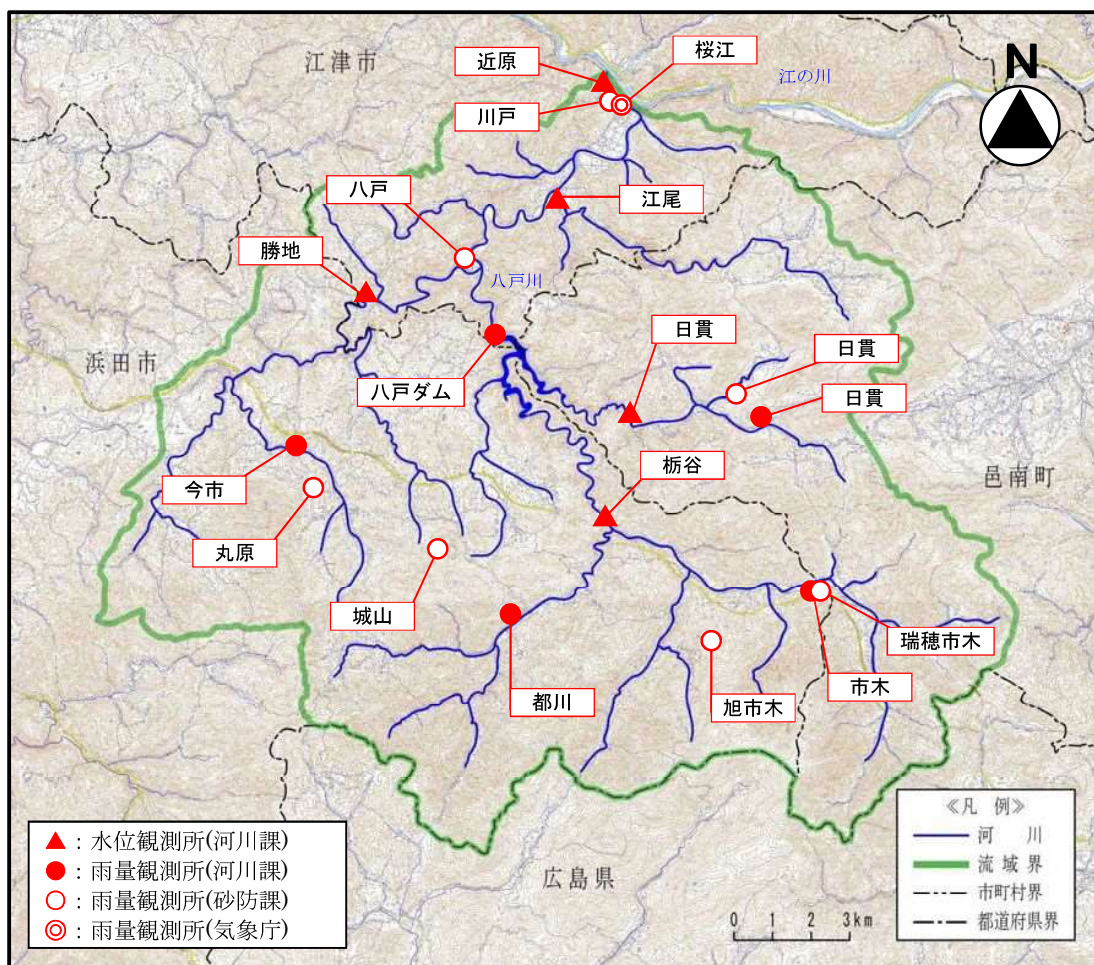 江津市
近原
桜江
江の川
N
川戸
八戸
江尾
勝地
八戸川
浜田市
日貫
日貫
日貫
八戸ダム
栃谷
今市
邑南町
丸原
城山
瑞穂市木
都川
旭市木
市木
広島県
▲：水位観測所(河川課)
●：雨量観測所(河川課)
○：雨量観測所(砂防課)
◎：雨量観測所(気象庁)
0 1 2 3km
≪凡 例≫
河 川
流 域 界
市町村界
都道府県界